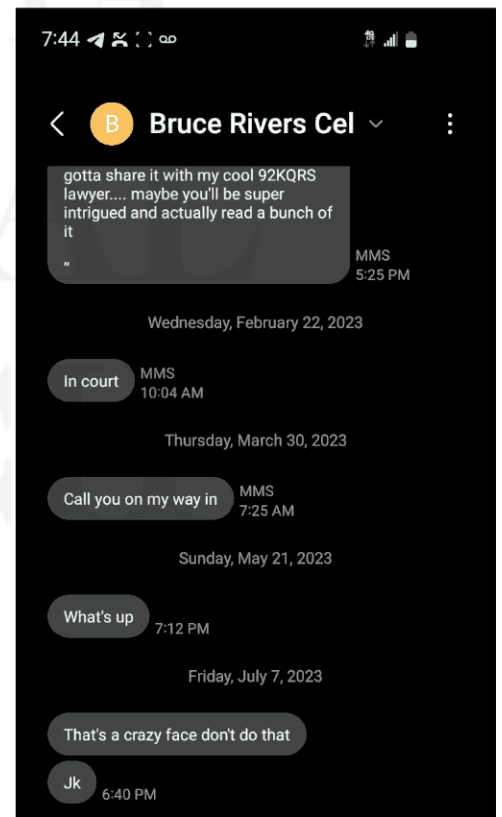 7:44
4G
B
Bruce Rivers Cel
gotta share it with my cool 92KQRS
lawyer.... maybe you'll be super
intrigued and actually read a bunch of
it
"
MMS
5:25 PM
Wednesday, February 22, 2023
In court
MMS
10:04 AM
Thursday, March 30, 2023
Call you on my way in
MMS
7:25 AM
Sunday, May 21, 2023
What's up
7:12 PM
Friday, July 7, 2023
That's a crazy face don't do that
Jk
6:40 PM